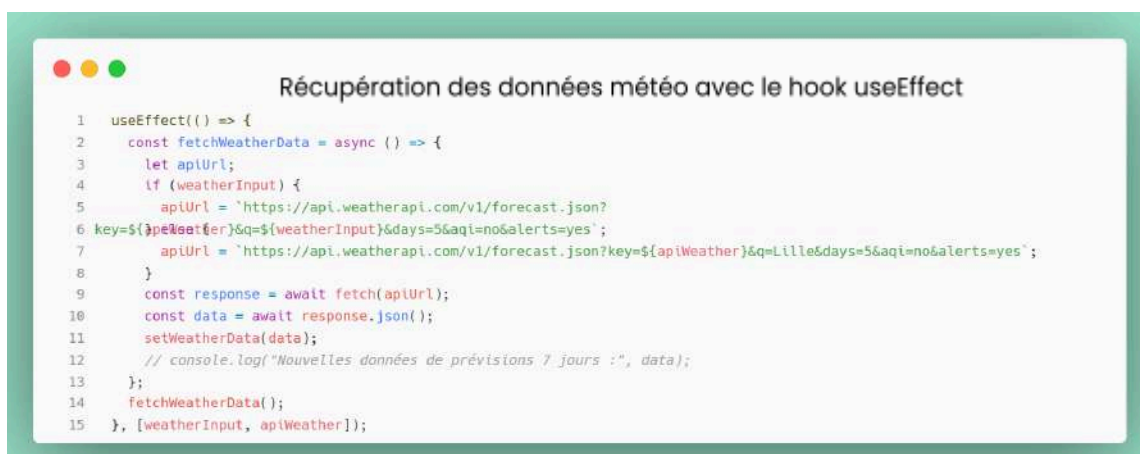 Récupération des données météo avec le hook useEffect
1 useEffect(() => {
2 const fetchWeatherData = async () => {
3 let apiUrl;
4 if (weatherInput) {
5 apiUrl = `https://api.weatherapi.com/v1/forecast.json?
key=${apiWeather}&q=${weatherInput}&days=5&aqi=no&alerts=yes`;
6 } else {
7 apiUrl = `https://api.weatherapi.com/v1/forecast.json?key=${apiWeather}&q=Lille&days=5&aqi=no&alerts=yes`;
8 }
9 const response = await fetch(apiUrl);
10 const data = await response.json();
11 setWeatherData(data);
12 // console.log("Nouvelles données de prévisions 7 jours :", data);
13 };
14 fetchWeatherData();
15 }, [weatherInput, apiWeather]);